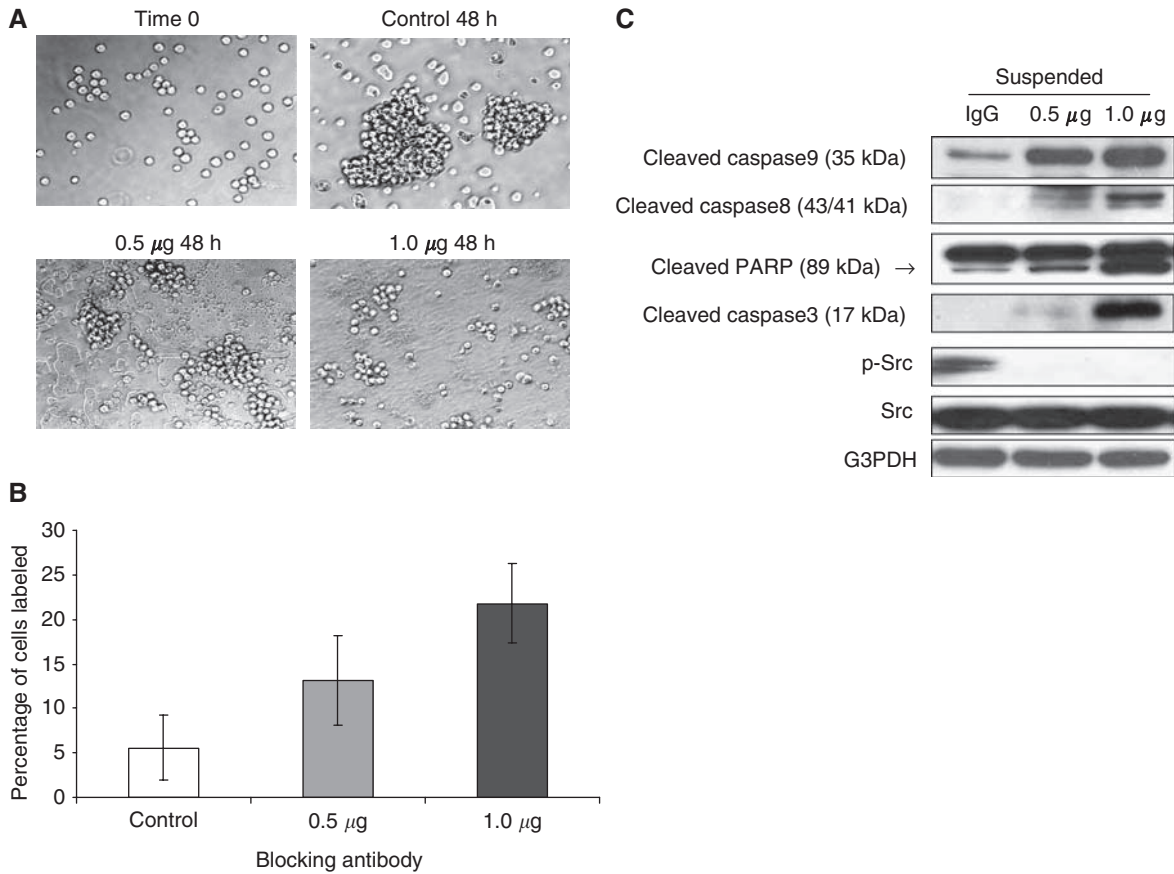 A
Time 0
Control 48 h
0.5 μg 48 h
1.0 μg 48 h
B
30
25
20
15
10
5
0
Percentage of cells labeled
Control
0.5 μg
1.0 μg
Blocking antibody
C
Suspended
IgG
0.5 μg
1.0 μg
Cleaved caspase9 (35 kDa)
Cleaved caspase8 (43/41 kDa)
Cleaved PARP (89 kDa) →
Cleaved caspase3 (17 kDa)
p-Src
Src
G3PDH